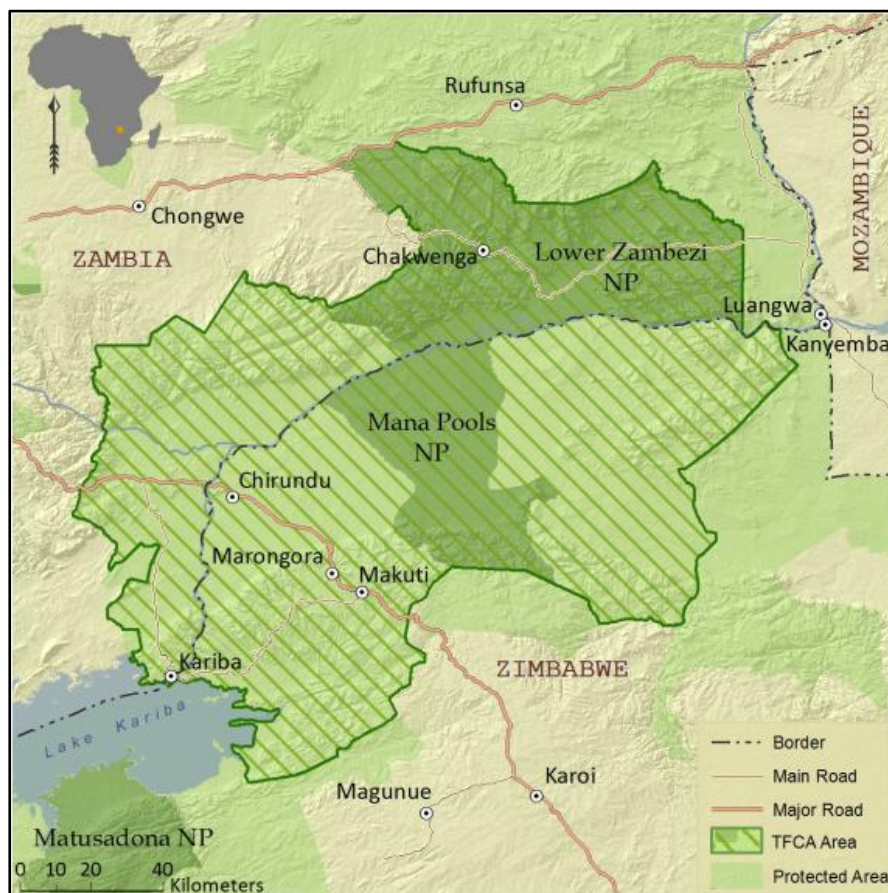 Rufunsa
MOZAMBIQUE
Chongwe
ZAMBIA
Chakwenga
Lower Zambezi
NP
Luangwa
Kanyemba
Mana Pools
NP
Chirundu
Marongora
Makuti
Kariba
ZIMBABWE
Lake Kariba
Magunue
Karoi
Matusadona NP
0 10 20 40
Kilometers
Border
Main Road
Major Road
TFCA Area
Protected Area